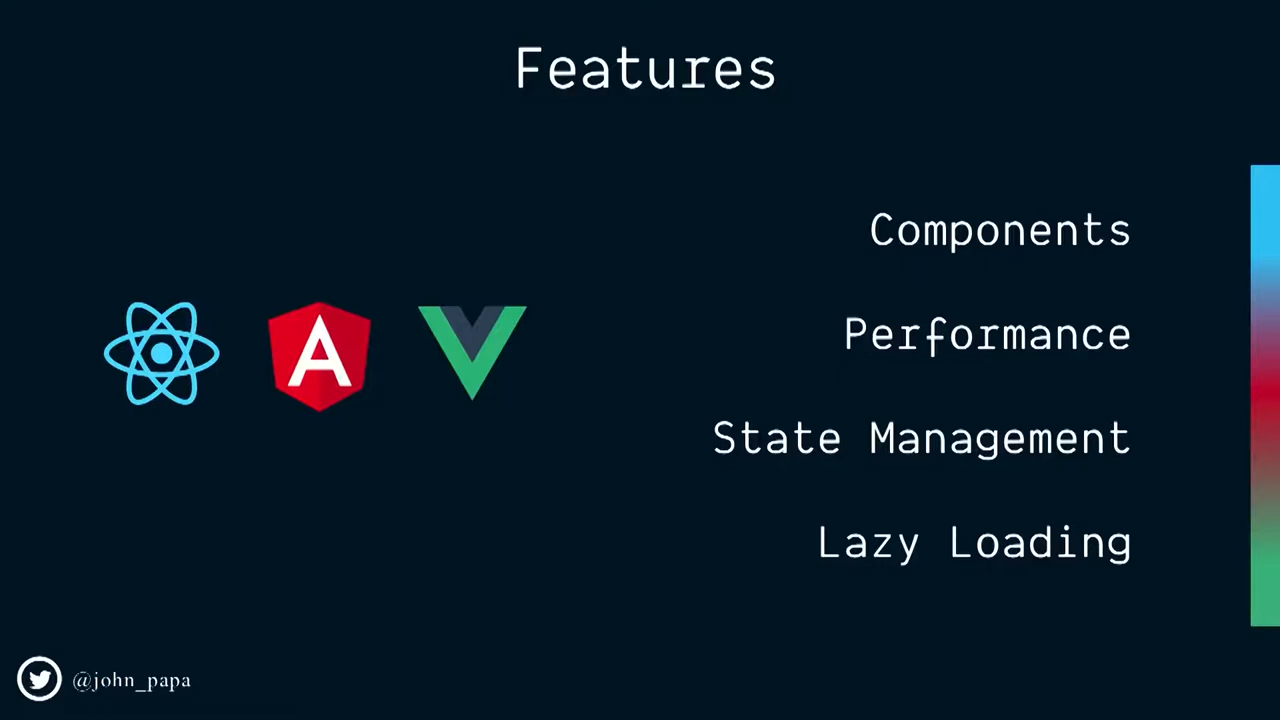 Features
Components
Performance
State Management
Lazy Loading
A
@john_papa